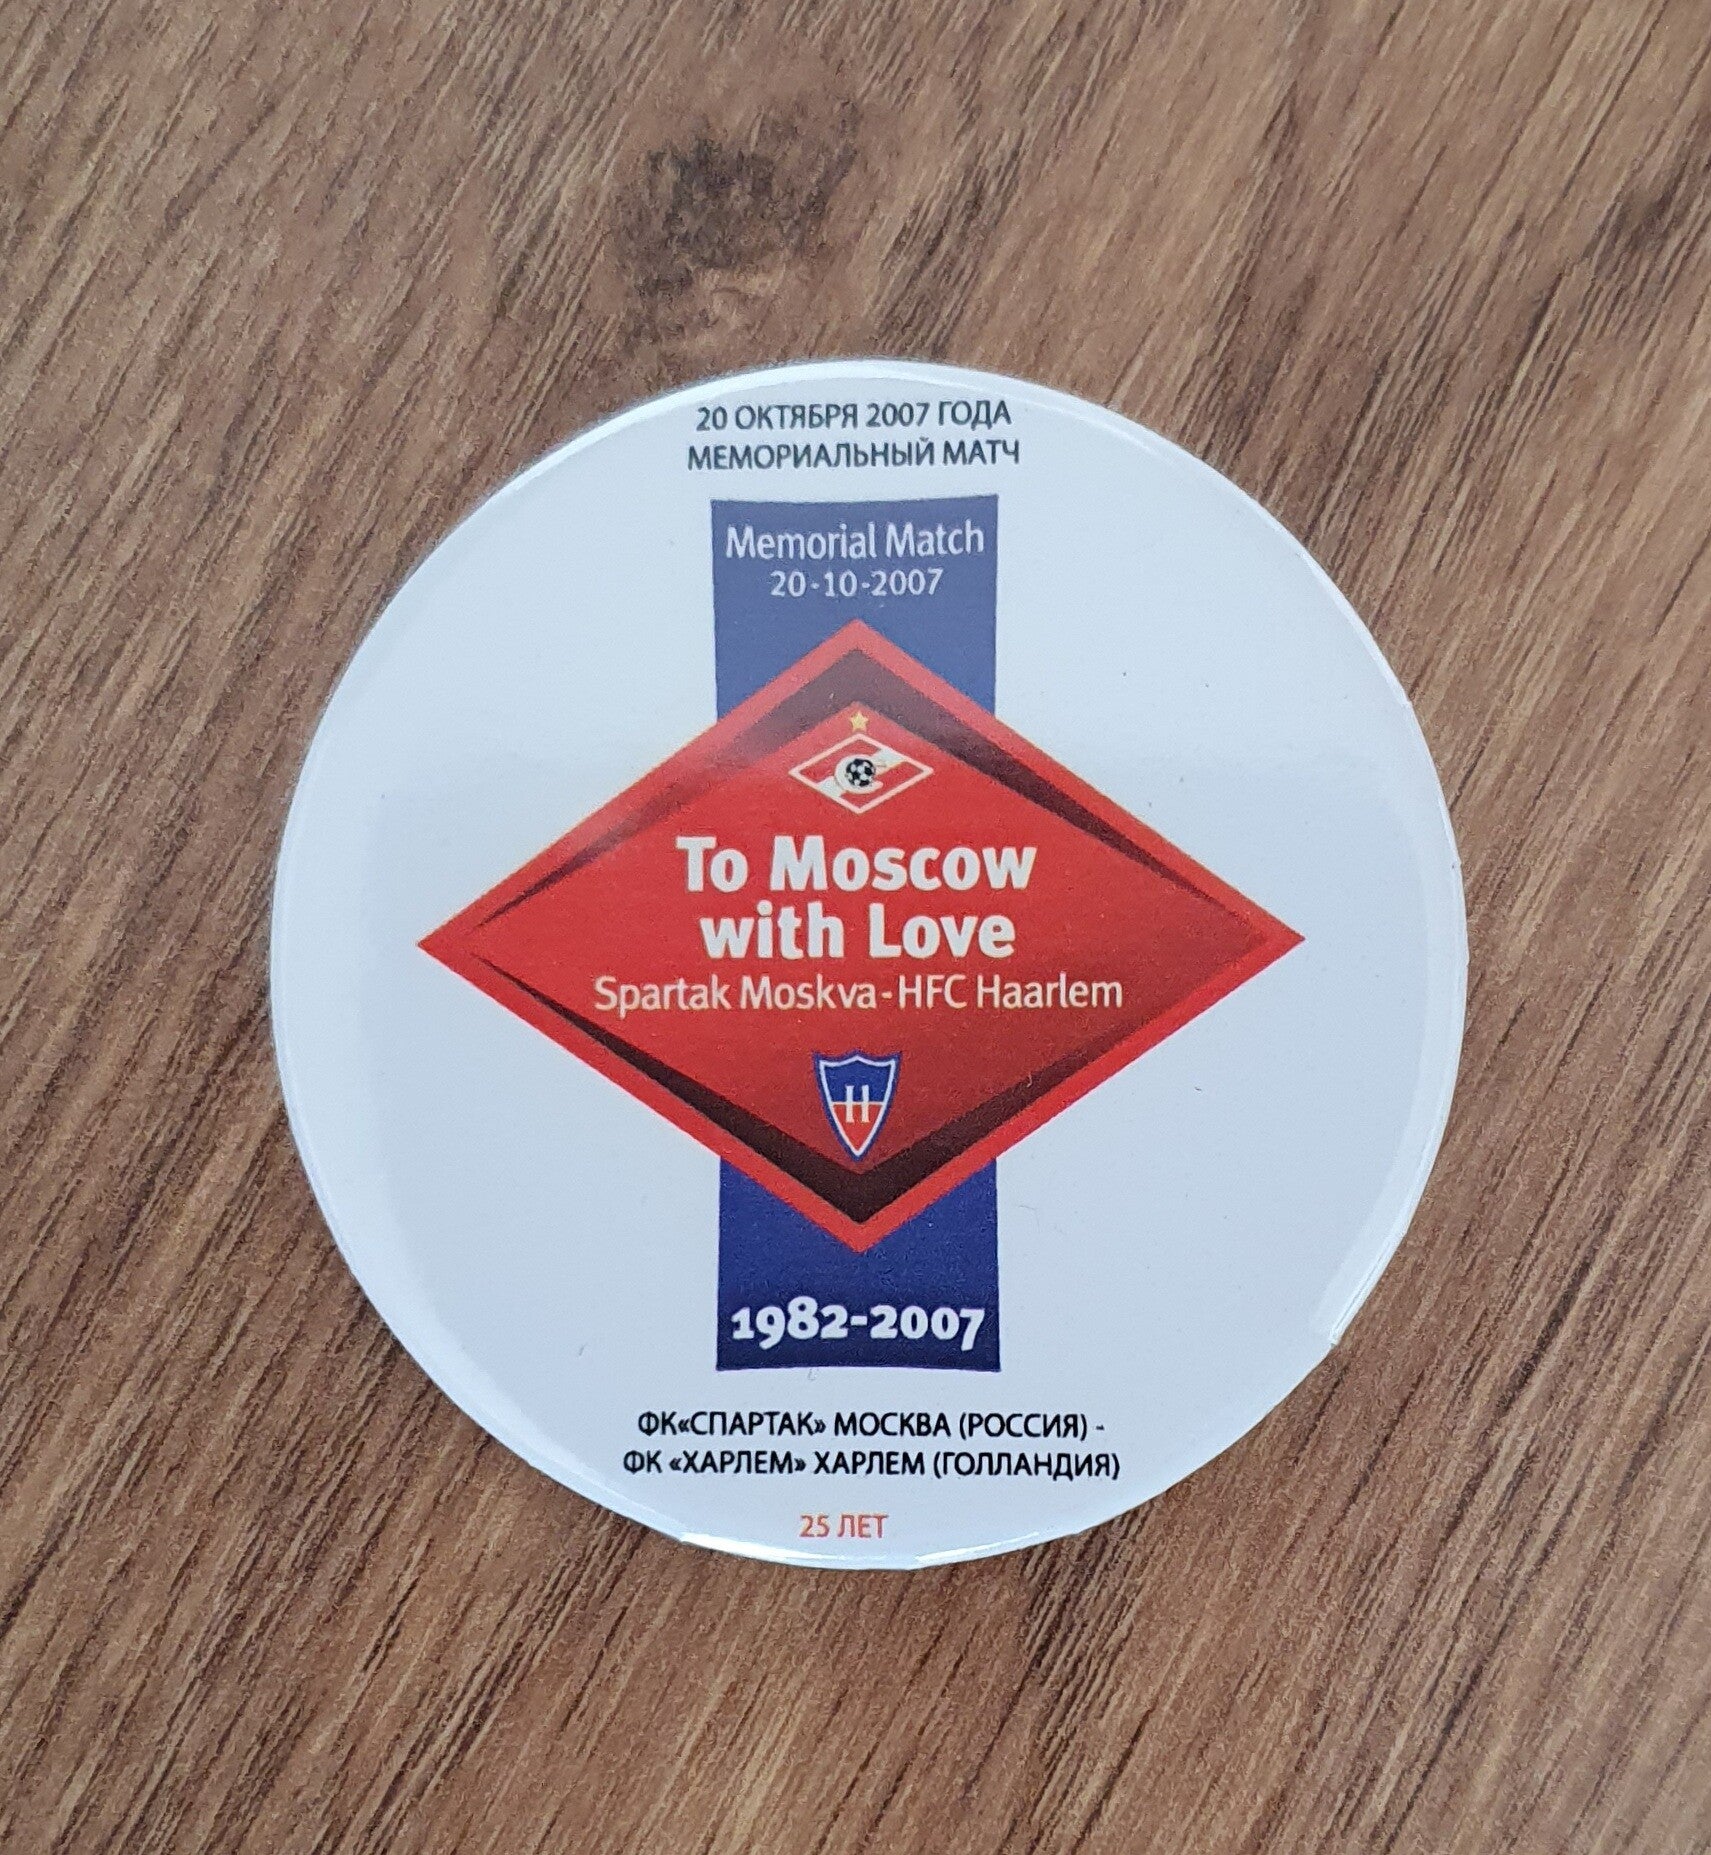 20 ОКТЯБРЯ 2007 ГОДА
МЕМОРИАЛЬНЫЙ МАТЧ
Memorial Match
20-10-2007
To Moscow
with Love
Spartak Moskva-HFC Haarlem
H
1982-2007
ФК«СПАРТАК» МОСКВА (РОССИЯ) -
ФК «ХАРЛЕМ» ХАРЛЕМ (ГОЛЛАНДИЯ)
25 ЛЕТ